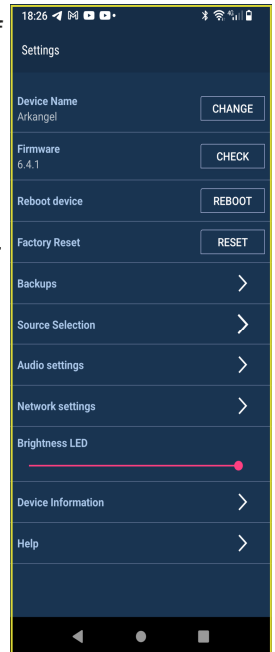 18:26
4G
Settings
Device Name
Arkangel
CHANGE
Firmware
6.4.1
CHECK
Reboot device
REBOOT
Factory Reset
RESET
Backups
Source Selection
Audio settings
Network settings
Brightness LED
Device Information
Help